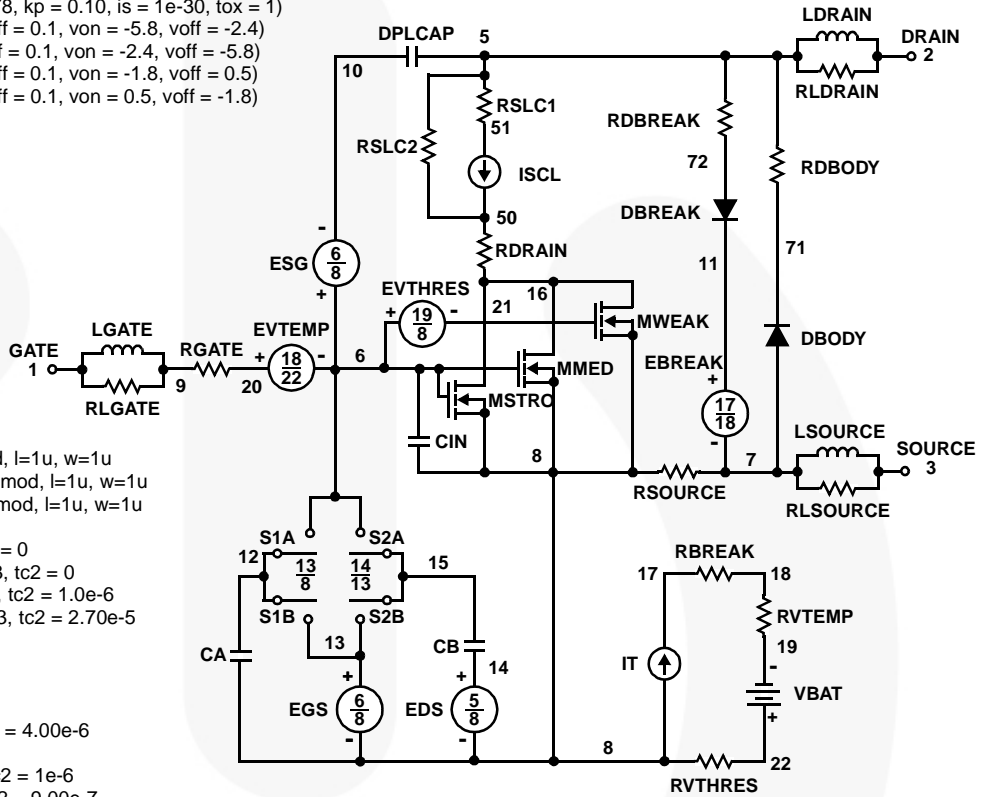 8, kp = 0.10, is = 1e-30, tox = 1)
off = 0.1, von = -5.8, voff = -2.4)
f = 0.1, von = -2.4, voff = -5.8)
ff = 0.1, von = -1.8, voff = 0.5)
ff = 0.1, von = 0.5, voff = -1.8)
LDRAIN
DPLCAP 5 DRAIN
10 2
RSLC1 RLDRAIN
RDBREAK
51
RSLC2
72 RDBODY
ISCL
DBREAK
50
RDRAIN 71
-
ESG 6/8 11
+
EVTHRES 16
+ 19/8 - 21
MWEAK
LGATE EVTEMP
GATE RGATE DBODY
1 + 18/22 - 6 EBREAK
MMED
9 20 +
MSTRO 17/18
RLGATE
-
CIN LSOURCE
8 7 SOURCE
3
l, l=1u, w=1u
RSOURCE
mod, l=1u, w=1u
RLSOURCE
mod, l=1u, w=1u
S1A S2A
= 0 RBREAK
12 13/8 14/13 15 17 18
, tc2 = 0
, tc2 = 1.0e-6
S1B S2B RVTEMP
3, tc2 = 2.70e-5
13 19
CB -
CA 14 IT
+ + VBAT
EGS 6/8 EDS 5/8 +
- -
= 4.00e-6
8
22
c2 = 1e-6
RVTHRES